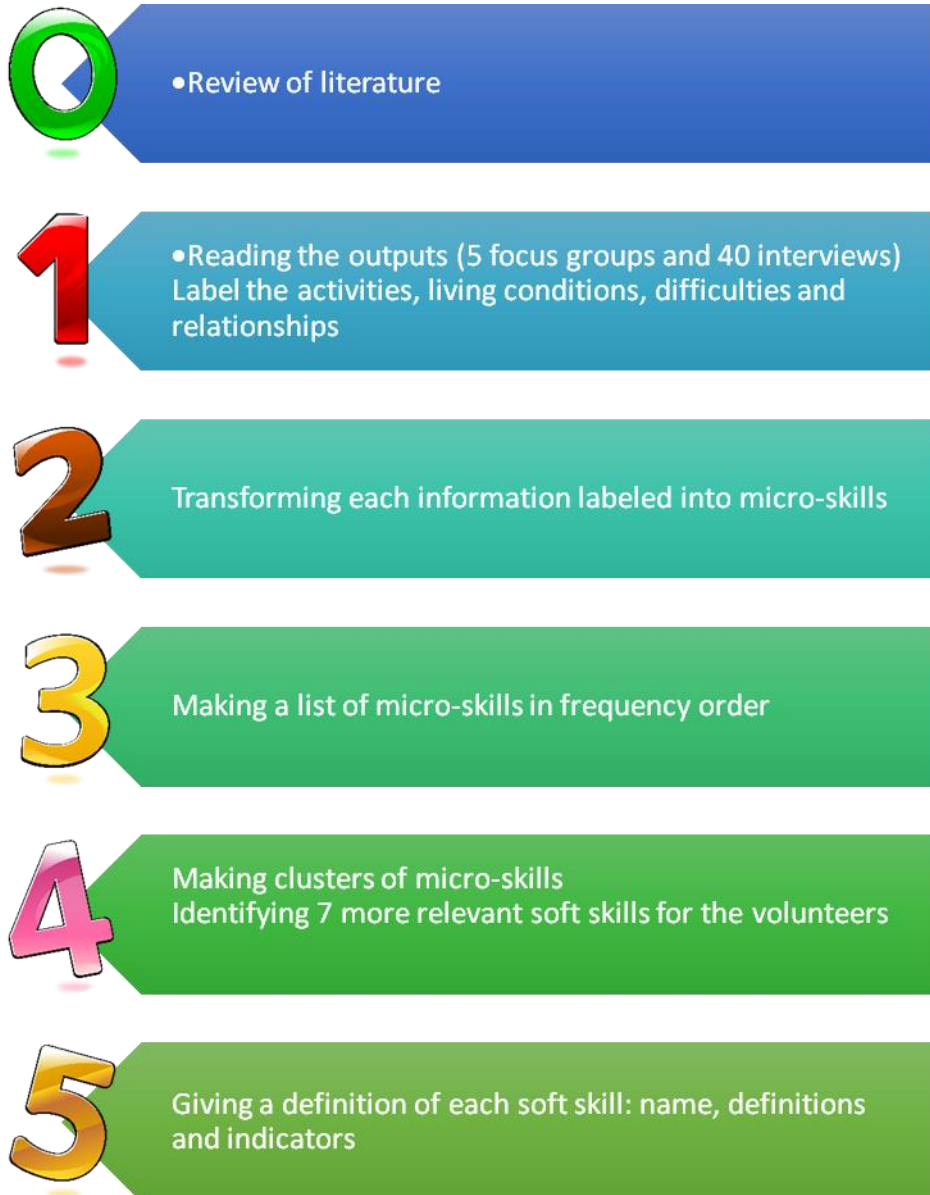 0
•Review of literature
1
•Reading the outputs (5 focus groups and 40 interviews)
Label the activities, living conditions, difficulties and
relationships
2
Transforming each information labeled into micro-skills
3
Making a list of micro-skills in frequency order
4
Making clusters of micro-skills
Identifying 7 more relevant soft skills for the volunteers
5
Giving a definition of each soft skill: name, definitions
and indicators